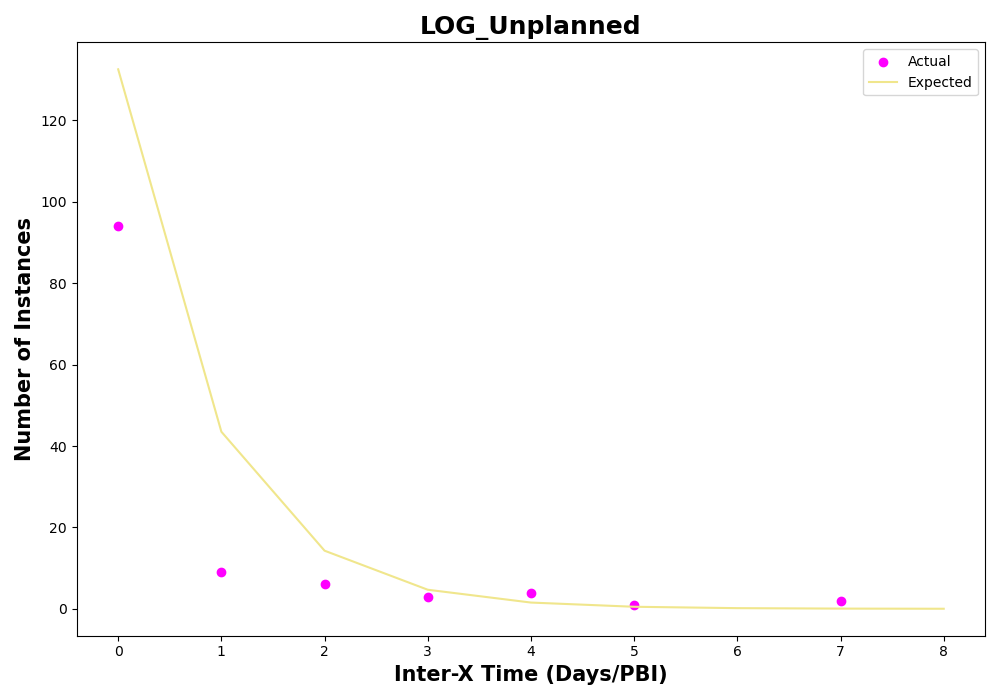 LOG_Unplanned
Actual
Expected
Number of Instances
120
100
80
60
40
20
0
0 1 2 3 4 5 6 7 8
Inter-X Time (Days/PBI)